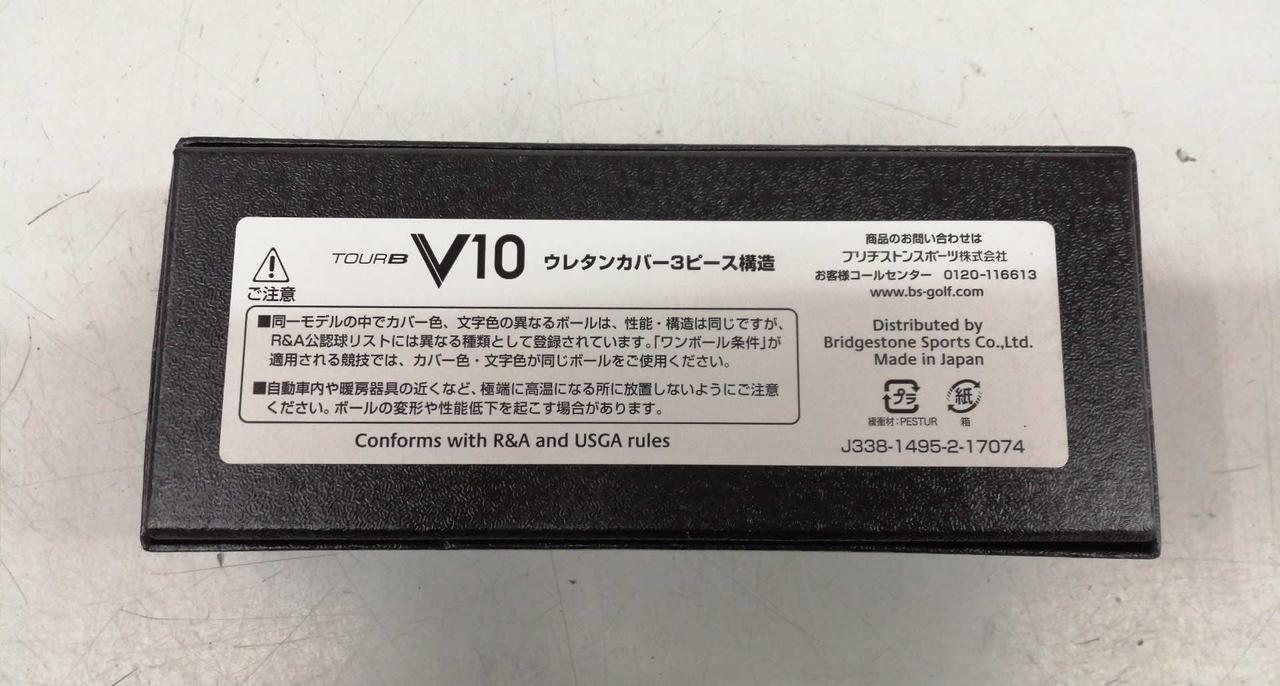 TOURB V10 ウレタンカバー3ピース構造
ご注意
■同一モデルの中でカバー色、文字色の異なるボールは、性能・構造は同じですが、
R&A公認球リストには異なる種類として登録されています。「ワンボール条件」が
適用される競技では、カバー色・文字色が同じボールをご使用ください。
■自動車内や暖房器具の近くなど、極端に高温になる所に放置しないようにご注意
ください。ボールの変形や性能低下を起こす場合があります。
Conforms with R&A and USGA rules
商品のお問い合わせは
ブリヂストンスポーツ株式会社
お客様コールセンター 0120-116613
www.bs-golf.com
Distributed by
Bridgestone Sports Co.,Ltd.
Made in Japan
プラ 紙
緩衝材:PESTUR 箱
J338-1495-2-17074